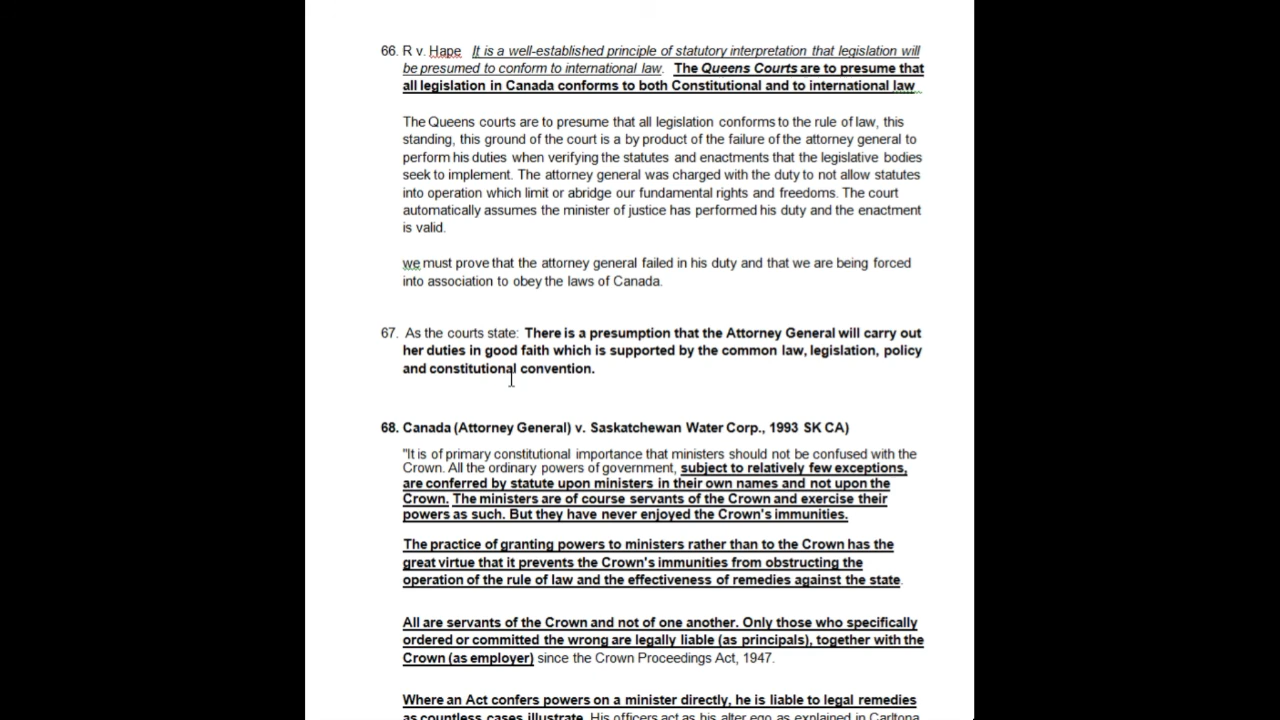 66. R v. Hape It is a well-established principle of statutory interpretation that legislation will
be presumed to conform to international law. The Queens Courts are to presume that
all legislation in Canada conforms to both Constitutional and to international law
The Queens courts are to presume that all legislation conforms to the rule of law, this
standing, this ground of the court is a by product of the failure of the attorney general to
perform his duties when verifying the statutes and enactments that the legislative bodies
seek to implement. The attorney general was charged with the duty to not allow statutes
into operation which limit or abridge our fundamental rights and freedoms. The court
automatically assumes the minister of justice has performed his duty and the enactment
is valid.
we must prove that the attorney general failed in his duty and that we are being forced
into association to obey the laws of Canada.
67. As the courts state: There is a presumption that the Attorney General will carry out
her duties in good faith which is supported by the common law, legislation, policy
and constitutional convention.
68. Canada (Attorney General) v. Saskatchewan Water Corp., 1993 SK CA)
"It is of primary constitutional importance that ministers should not be confused with the
Crown. All the ordinary powers of government, subject to relatively few exceptions,
are conferred by statute upon ministers in their own names and not upon the
Crown. The ministers are of course servants of the Crown and exercise their
powers as such. But they have never enjoyed the Crown's immunities.
The practice of granting powers to ministers rather than to the Crown has the
great virtue that it prevents the Crown's immunities from obstructing the
operation of the rule of law and the effectiveness of remedies against the state.
All are servants of the Crown and not of one another. Only those who specifically
ordered or committed the wrong are legally liable (as principals), together with the
Crown (as employer) since the Crown Proceedings Act, 1947.
Where an Act confers powers on a minister directly, he is liable to legal remedies
as countless cases illustrate. His officers act as his alter ego as explained in Carltona